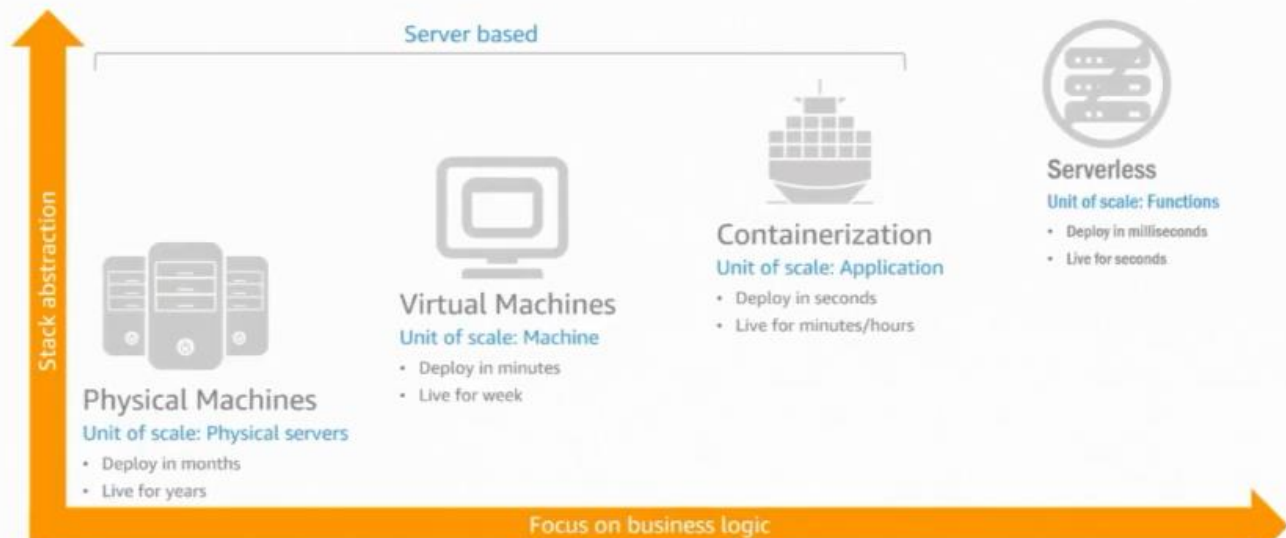 Server based
Stack abstraction
Physical Machines
Unit of scale: Physical servers
• Deploy in months
• Live for years
Virtual Machines
Unit of scale: Machine
• Deploy in minutes
• Live for week
Containerization
Unit of scale: Application
• Deploy in seconds
• Live for minutes/hours
Serverless
Unit of scale: Functions
• Deploy in milliseconds
• Live for seconds
Focus on business logic